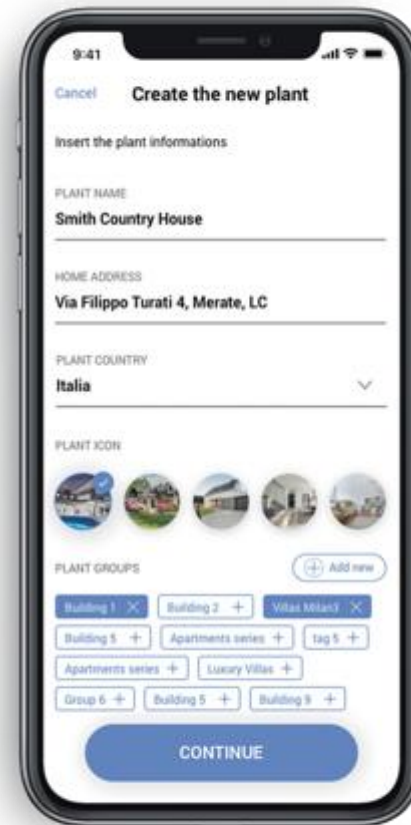 9:41
Cancel Create the new plant
Insert the plant informations
PLANT NAME
Smith Country House
HOME ADDRESS
Via Filippo Turati 4, Merate, LC
PLANT COUNTRY
Italia
PLANT ICON
PLANT GROUPS Add new
Building 1 Building 2 Villas Milan3
Building 5 Apartments series tag 5
Apartments series Luxary Villas
Group 6 Building 5 Building 9
CONTINUE